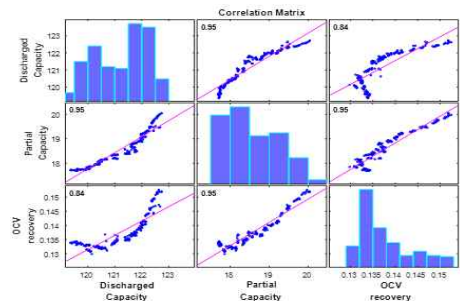 Correlation Matrix
0.95
0.84
Discharged
Capacity
123
122
121
120
0.95
0.95
Partial
Capacity
20
19
18
0.84
0.95
OCV
recovery
0.15
0.145
0.14
0.135
0.13
120 121 122 123
18 19 20
0.13 0.135 0.14 0.145 0.15
Discharged
Capacity
Partial
Capacity
OCV
recovery